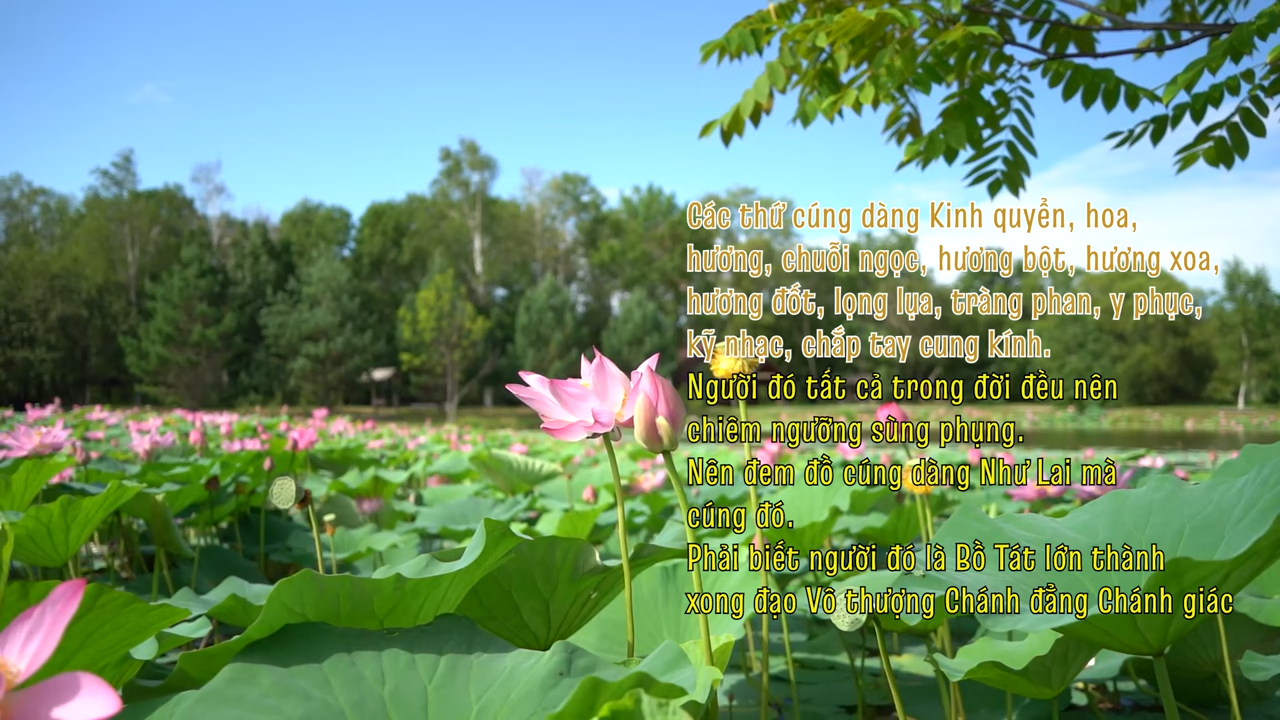 Các thứ cúng dàng Kinh quyển, hoa,
hương, chuỗi ngọc, hương bột, hương xoa,
hương đốt, lọng lụa, tràng phan, y phục,
kỹ nhạc, chắp tay cung kính.
Người đó tất cả trong đời đều nên
chiêm ngưỡng sùng phụng.
Nên đem đồ cúng dàng Như Lai mà
cúng đó.
Phải biết người đó là Bồ Tát lớn thành
xong đạo Vô thượng Chánh đẳng Chánh giác